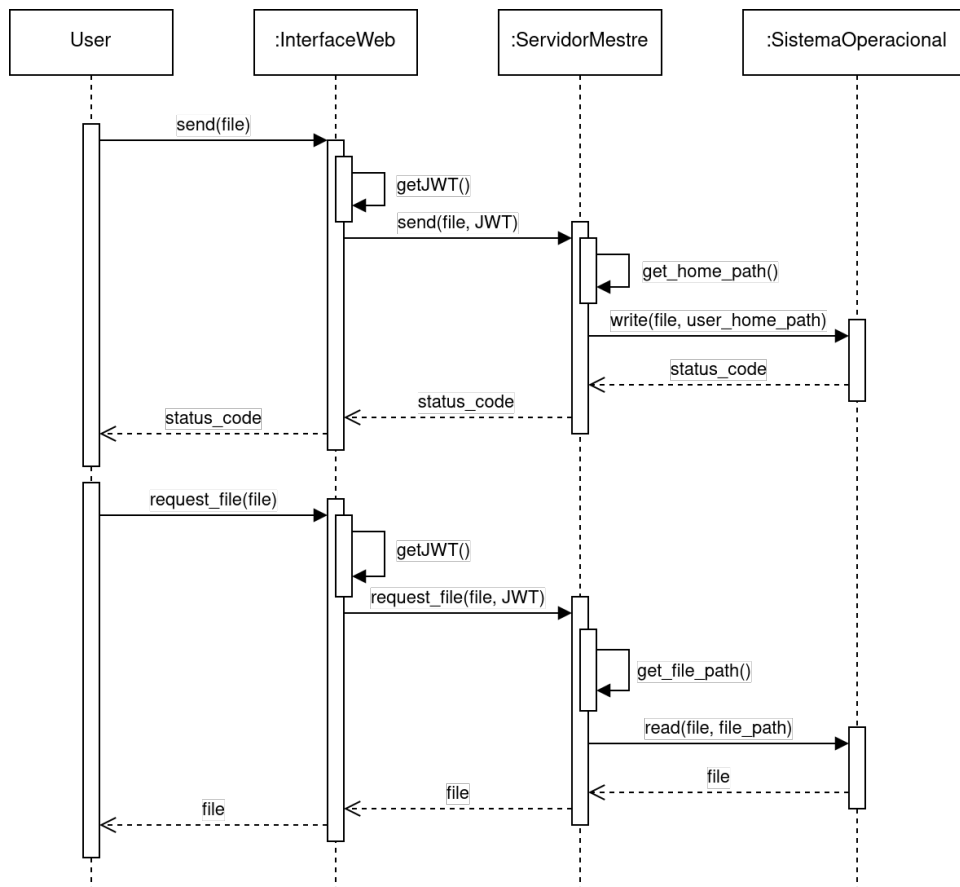 User
:InterfaceWeb
:ServidorMestre
:SistemaOperacional
send(file)
getJWT()
send(file, JWT)
get_home_path()
write(file, user_home_path)
status_code
status_code
status_code
request_file(file)
getJWT()
request_file(file, JWT)
get_file_path()
read(file, file_path)
file
file
file